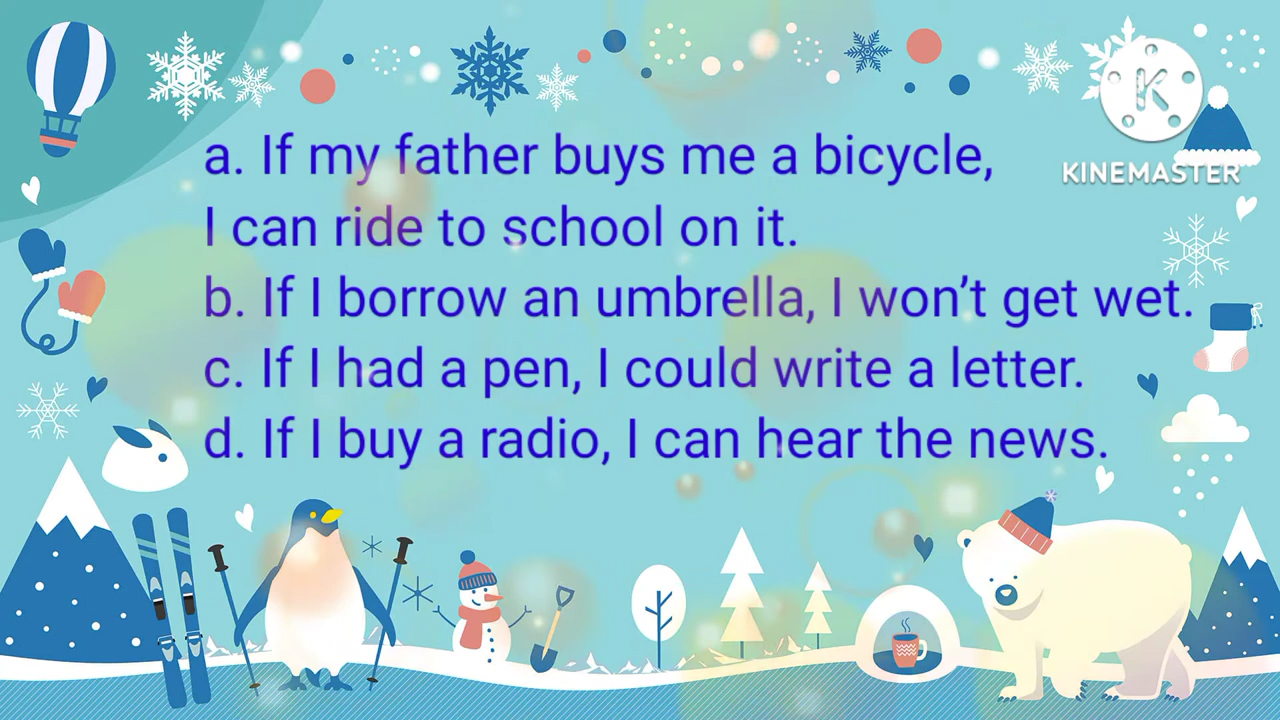 a. If my father buys me a bicycle,
I can ride to school on it.
b. If I borrow an umbrella, I won’t get wet.
c. If I had a pen, I could write a letter.
d. If I buy a radio, I can hear the news.
K
KINEMASTER